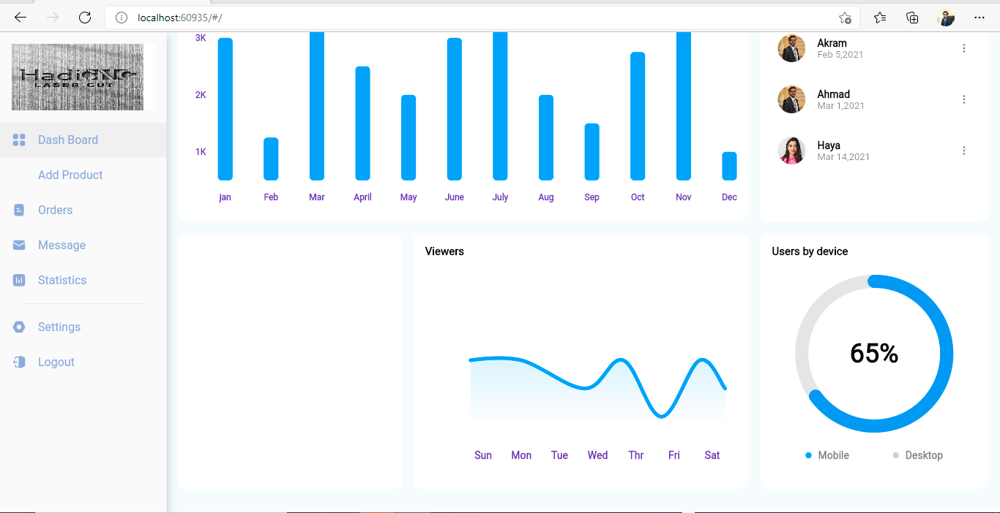 localhost:60935/#/
HadiCNC
LASER CUT
Dash Board
Add Product
Orders
Message
Statistics
Settings
Logout
3K
2K
1K
jan Feb Mar April May June July Aug Sep Oct Nov Dec
Akram
Feb 5,2021
Ahmad
Mar 1,2021
Haya
Mar 14,2021
Viewers
Sun Mon Tue Wed Thr Fri Sat
Users by device
65%
Mobile Desktop